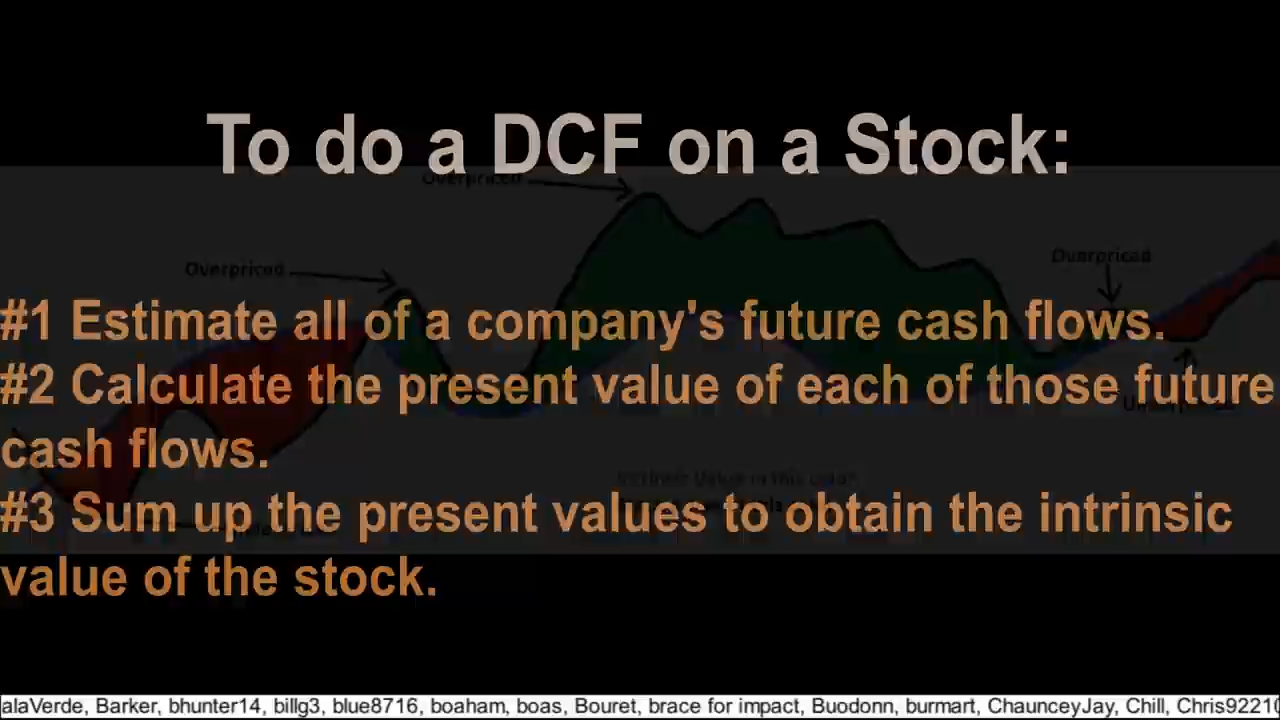 To do a DCF on a Stock:
Overpriced
Overpriced
Overpriced
#1 Estimate all of a company's future cash flows.
#2 Calculate the present value of each of those future
cash flows.
#3 Sum up the present values to obtain the intrinsic
value of the stock.
alaVerde, Barker, bhunter14, billg3, blue8716, boaham, boas, Bouret, brace for impact, Buodonn, burmart, ChaunceyJay, Chill, Chris9221